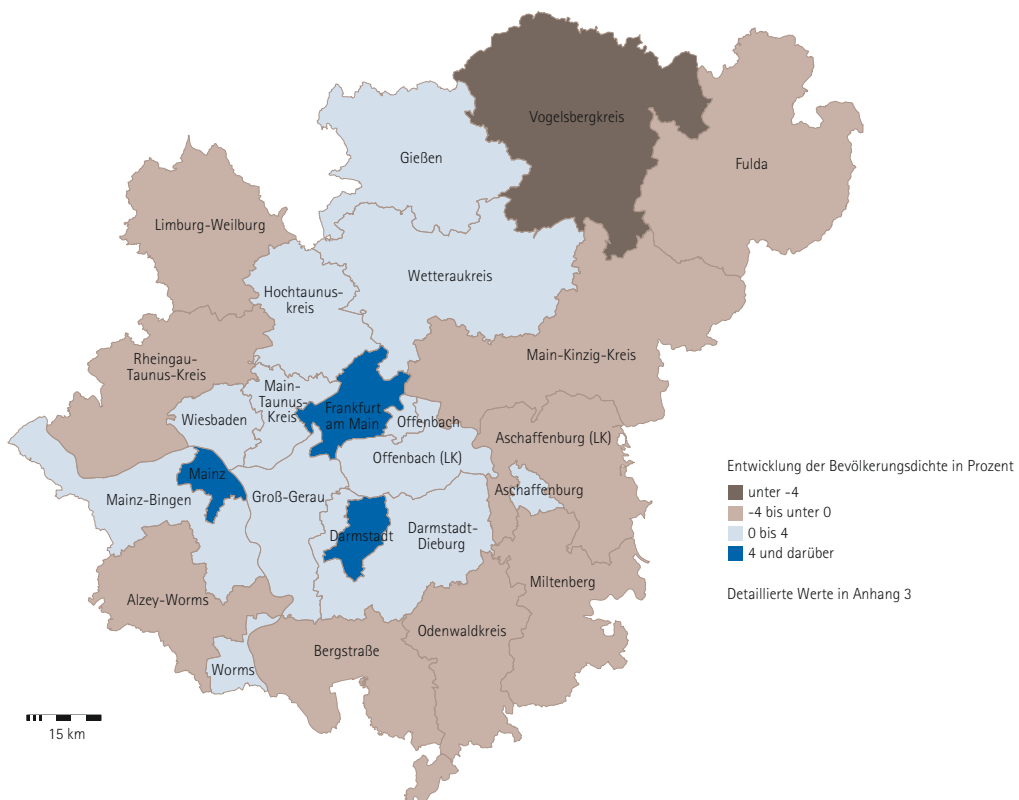 Vogelsbergkreis
Gießen
Fulda
Limburg-Weilburg
Wetteraukreis
Hochtaunus-
kreis
Main-Kinzig-Kreis
Rheingau-
Taunus-Kreis
Main-
Taunus-
Kreis
Frankfurt
am Main
Wiesbaden
Offenbach
Aschaffenburg (LK)
Offenbach (LK)
Mainz
Mainz-Bingen
Groß-Gerau
Aschaffenburg
Darmstadt
Darmstadt-
Dieburg
Miltenberg
Alzey-Worms
Odenwaldkreis
Bergstraße
Worms
15 km
Entwicklung der Bevölkerungsdichte in Prozent
unter -4
-4 bis unter 0
0 bis 4
4 und darüber
Detaillierte Werte in Anhang 3